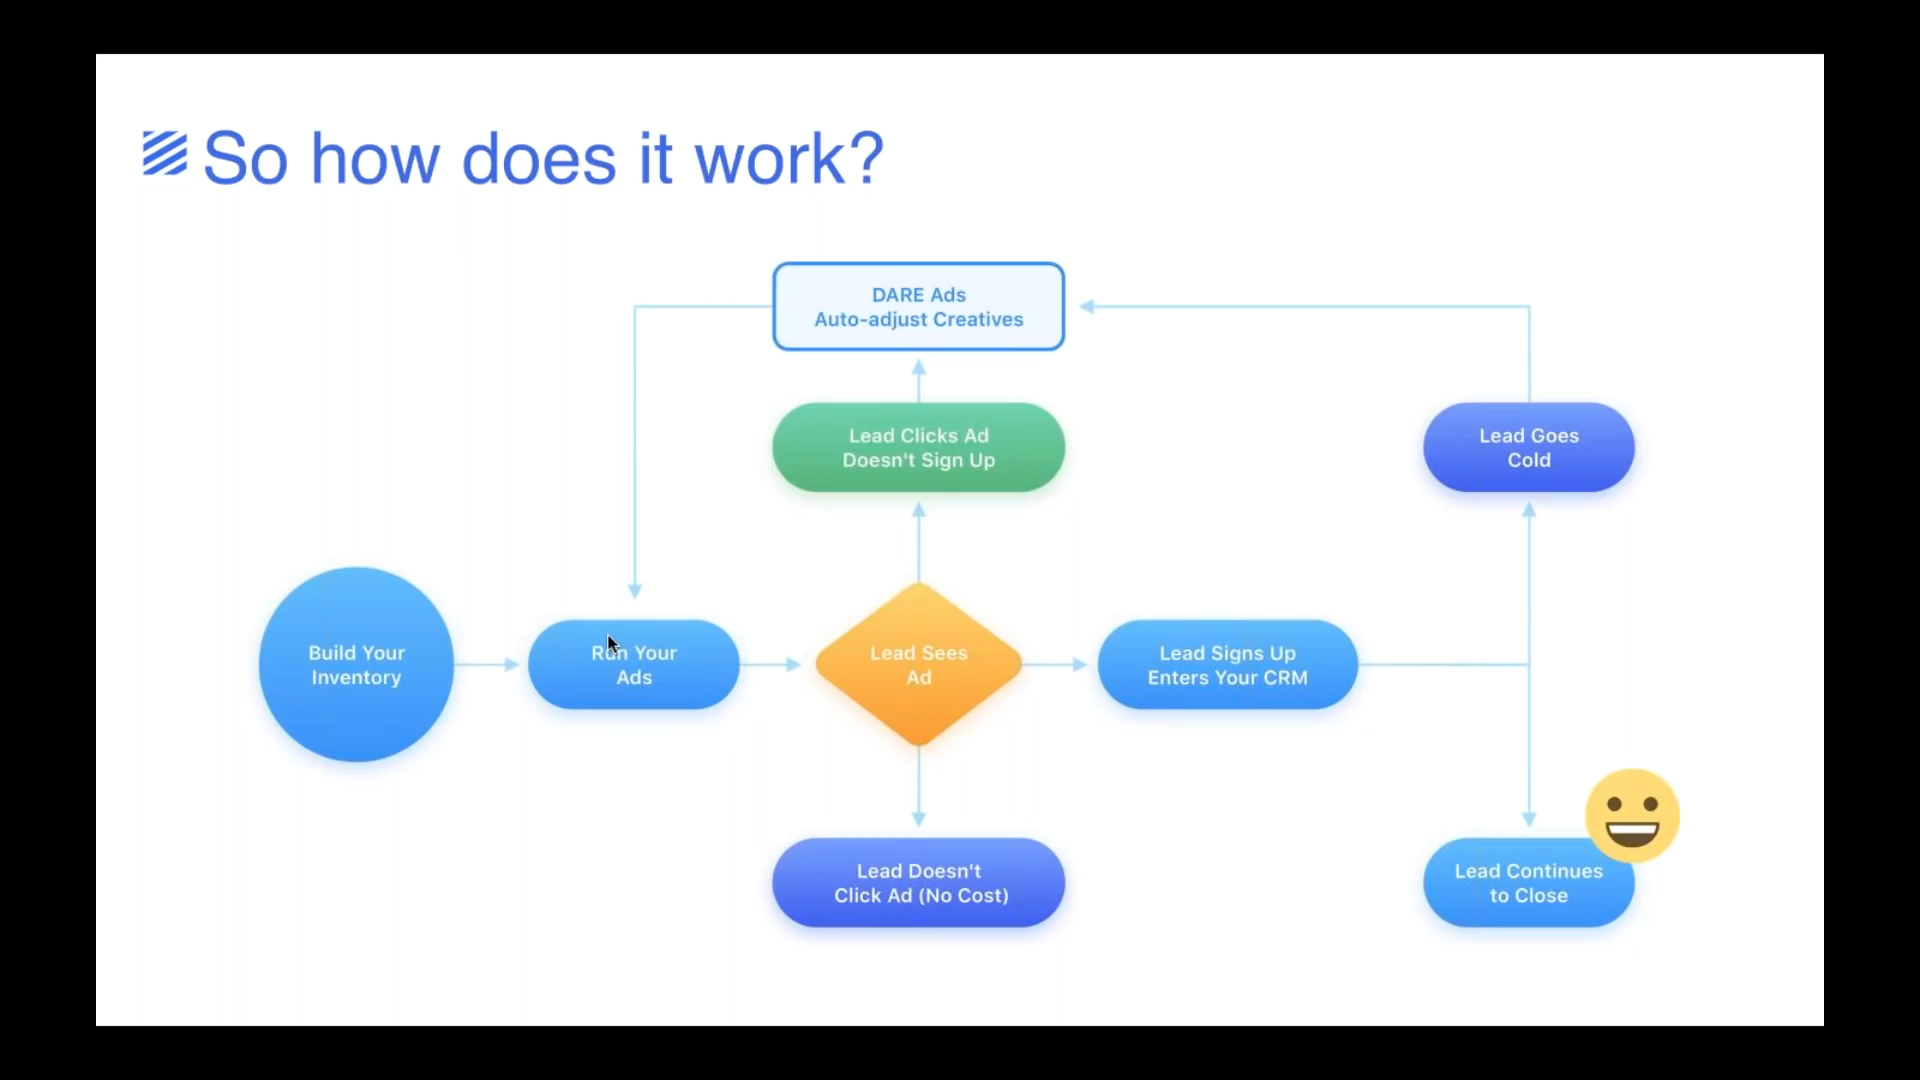 So how does it work?
DARE Ads
Auto-adjust Creatives
Lead Clicks Ad
Doesn't Sign Up
Lead Goes
Cold
Build Your
Inventory
Run Your
Ads
Lead Sees
Ad
Lead Signs Up
Enters Your CRM
Lead Doesn't
Click Ad (No Cost)
Lead Continues
to Close